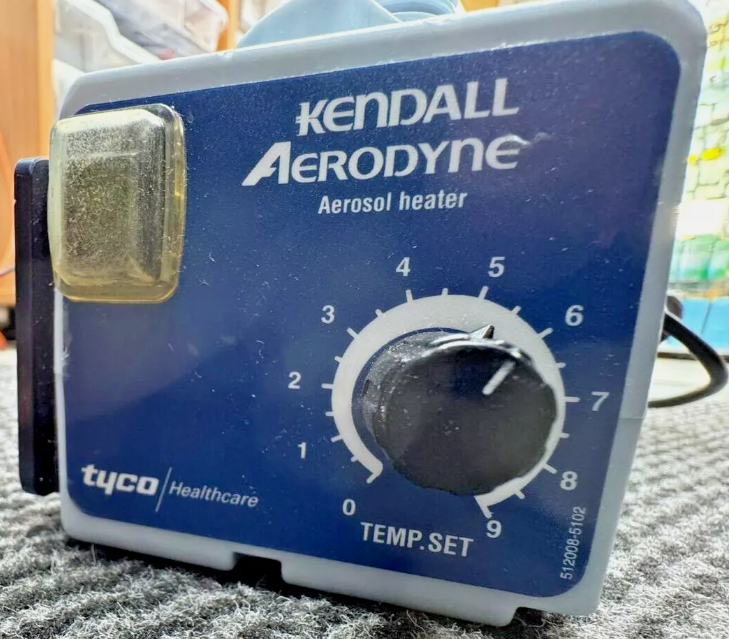 KENDALL
AERODYNE
Aerosol heater
4
5
3
6
2
7
1
8
0
9
TEMP.SET
tyco Healthcare
512008-5102